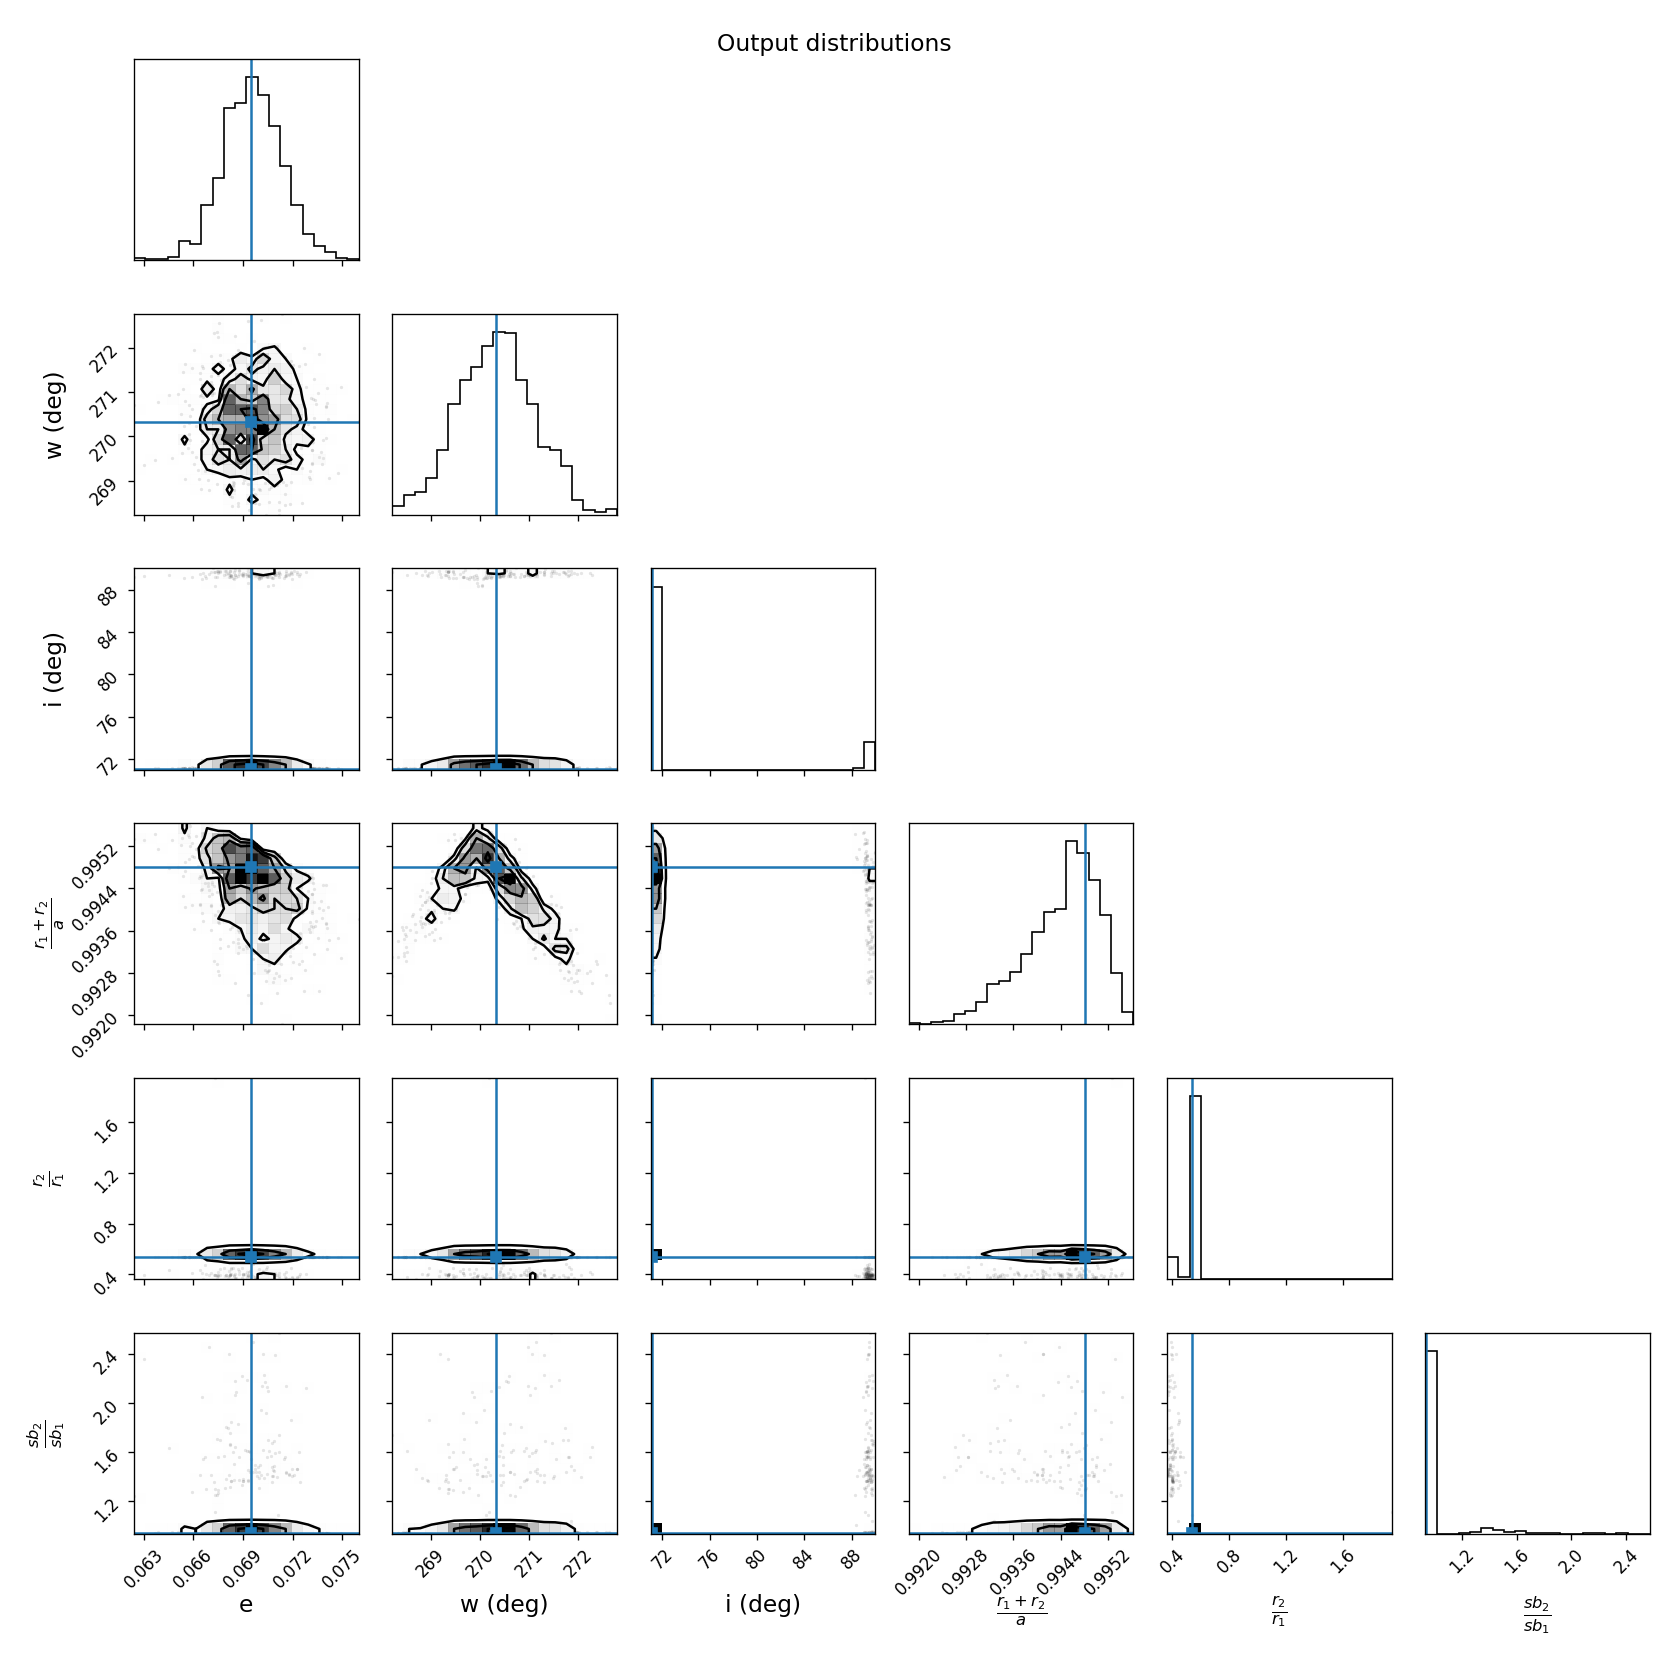 Output distributions
w (deg)
272
271
270
269
i (deg)
88
84
80
76
72
r₁ + r₂ / a
0.9952
0.9944
0.9936
0.9928
0.9920
r₂ / r₁
1.6
1.2
0.8
0.4
sb₂ / sb₁
2.4
2.0
1.6
1.2
0.063 0.066 0.069 0.072 0.075
269 270 271 272
72 76 80 84 88
0.9920 0.9928 0.9936 0.9944 0.9952
0.4 0.8 1.2 1.6
1.2 1.6 2.0 2.4
e
w (deg)
i (deg)
r₁ + r₂ / a
r₂ / r₁
sb₂ / sb₁